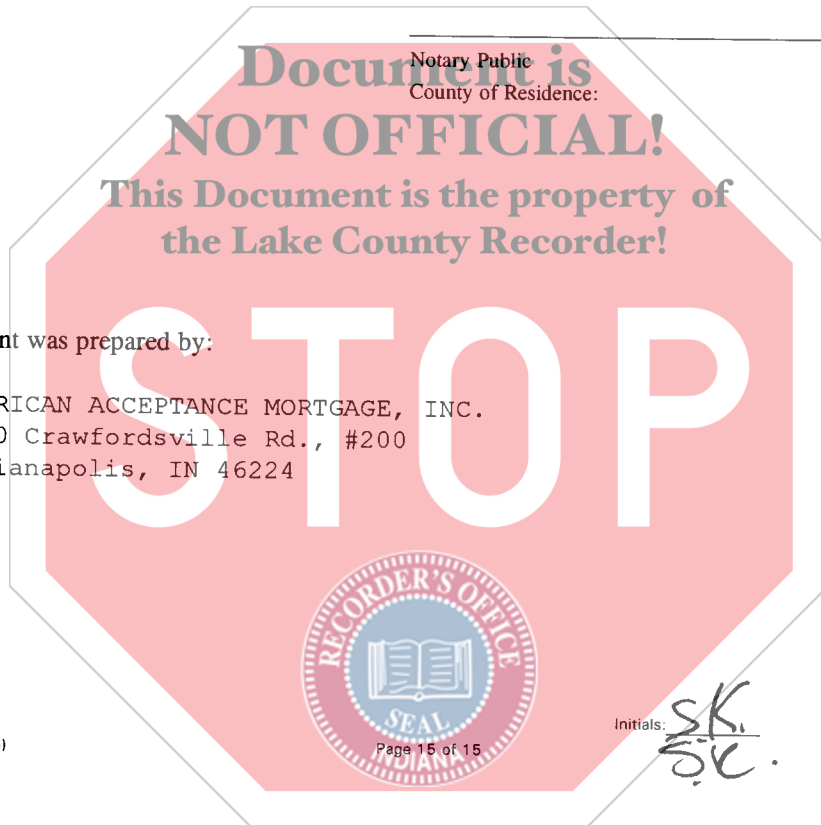 Document is
Notary Public
County of Residence:
NOT OFFICIAL!
This Document is the property of
the Lake County Recorder!
STOP
nt was prepared by:
RICAN ACCEPTANCE MORTGAGE, INC.
0 Crawfordsville Rd., #200
ianapolis, IN 46224
RECORDER'S OFFICE
SEAL
INDIANA
Page 15 of 15
Initials: S.K.
S.K.
)